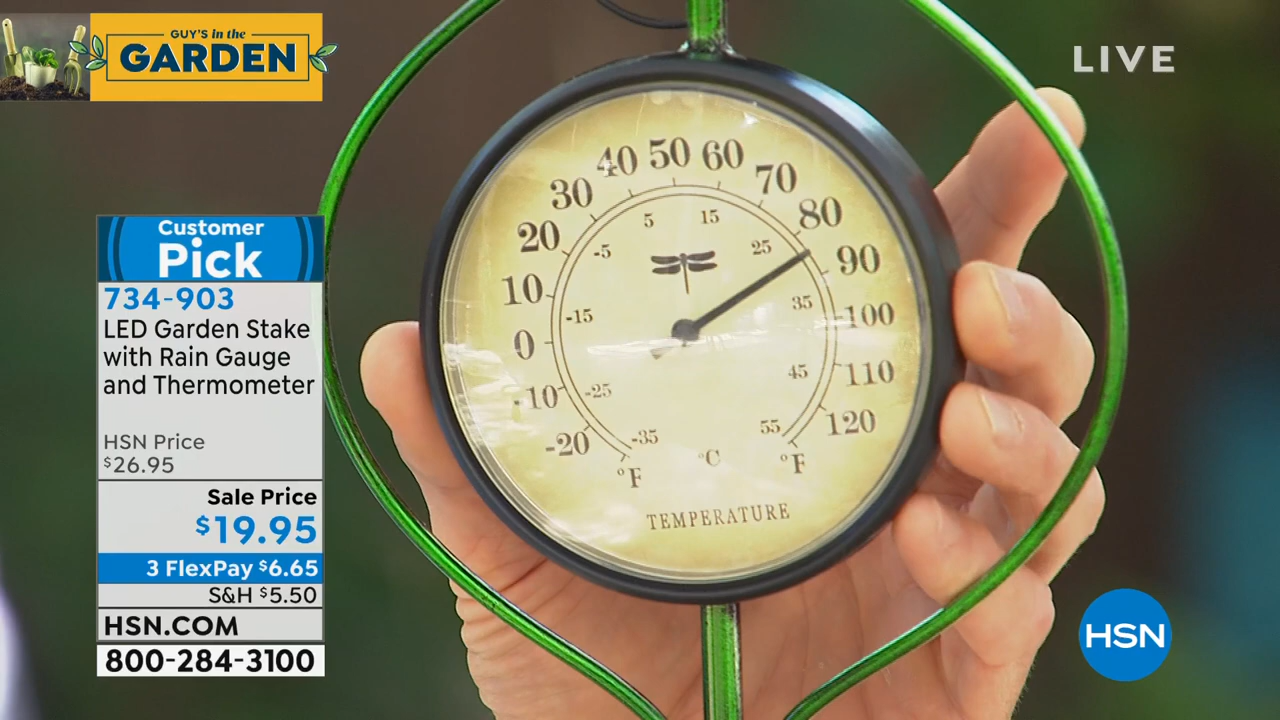 GUY'S in the
GARDEN
LIVE
Customer
Pick
734-903
LED Garden Stake
with Rain Gauge
and Thermometer
HSN Price
$26.95
Sale Price
$19.95
3 FlexPay $6.65
S&H $5.50
HSN.COM
800-284-3100
-20 -10 0 10 20 30 40 50 60 70 80 90 100 110 120
-35 -25 -15 -5 5 15 25 35 45 55
°F °C °F
TEMPERATURE
HSN